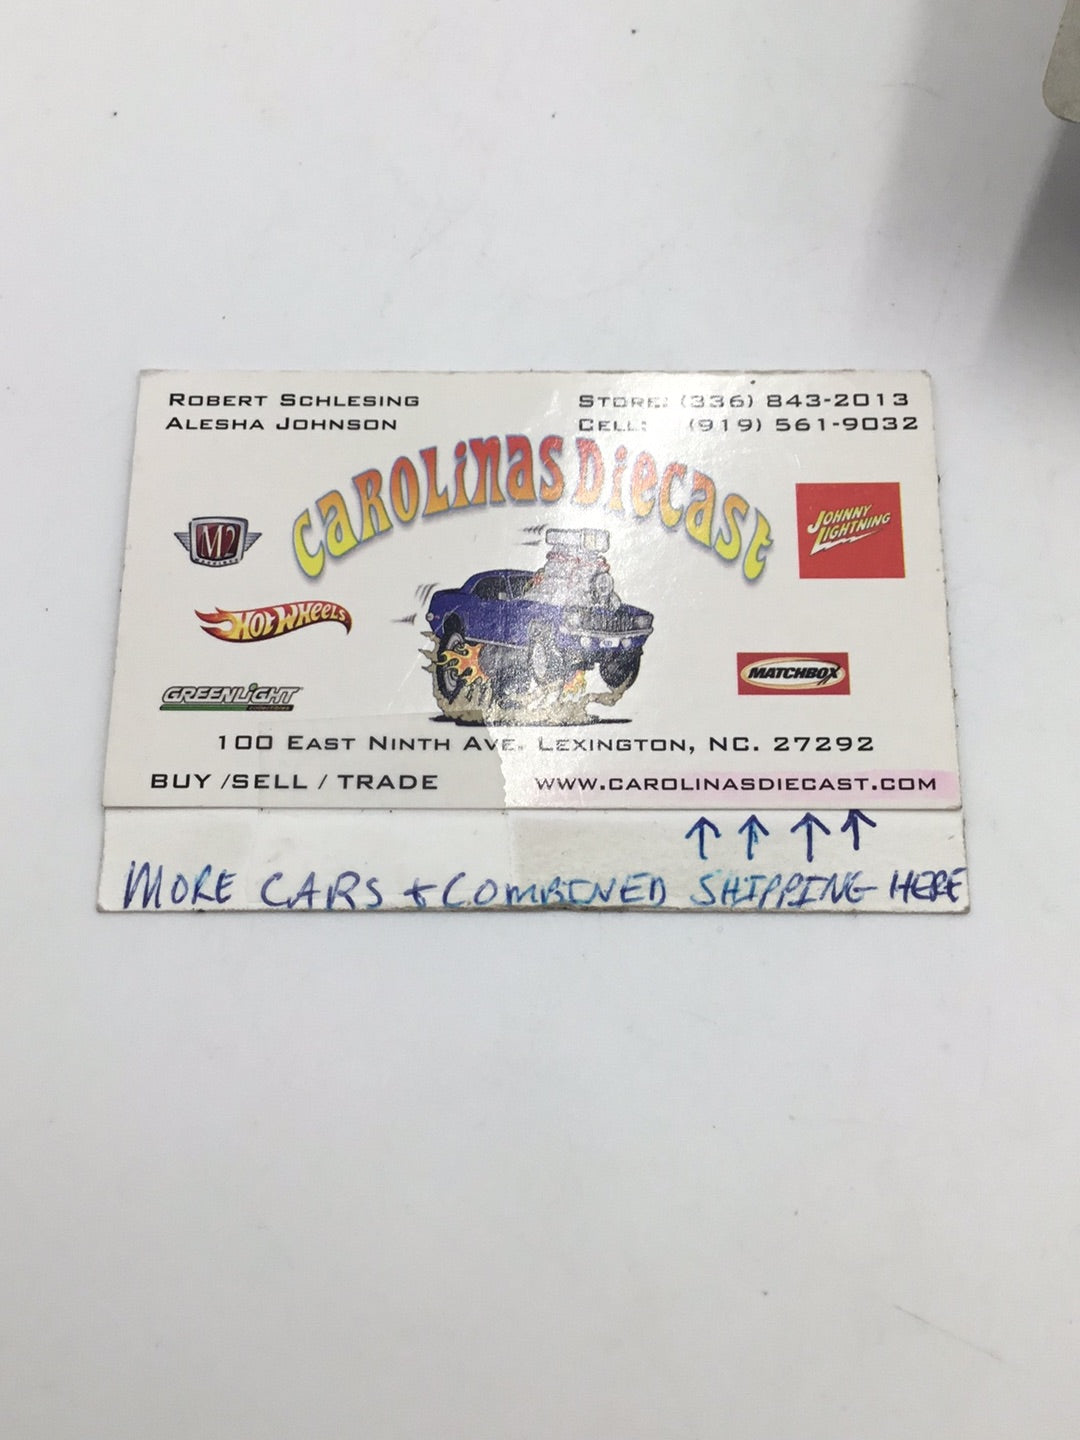 ROBERT SCHLESING
ALESHA JOHNSON
STORE: (336) 843-2013
CELL: (919) 561-9032
CAROLiNAS DiECAST
M2
JOHNNY LIGHTNING
HOT WHEELS
GREENLIGHT
MATCHBOX
100 EAST NINTH AVE. LEXINGTON, NC. 27292
BUY /SELL / TRADE
WWW.CAROLINASDIECAST.COM
MORE CARS + COMBINED SHIPPING HERE